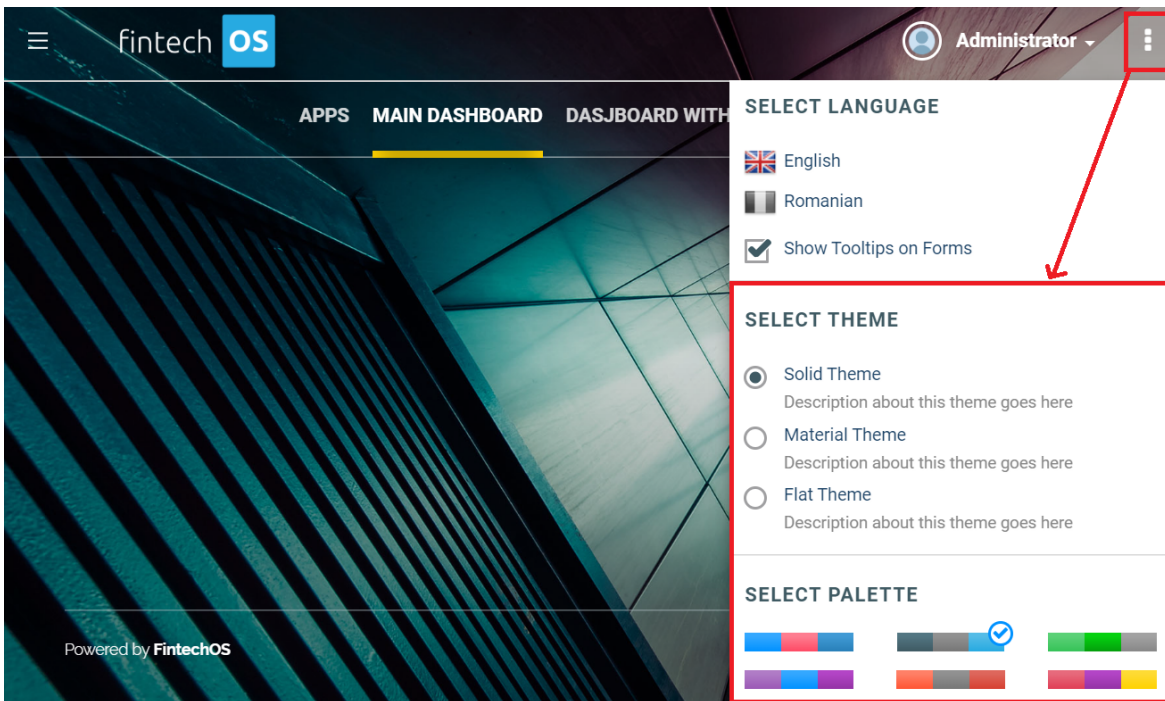 fintech OS
Administrator
APPS MAIN DASHBOARD DASJBOARD WITH
SELECT LANGUAGE
English
Romanian
Show Tooltips on Forms
SELECT THEME
Solid Theme
Description about this theme goes here
Material Theme
Description about this theme goes here
Flat Theme
Description about this theme goes here
SELECT PALETTE
Powered by FintechOS